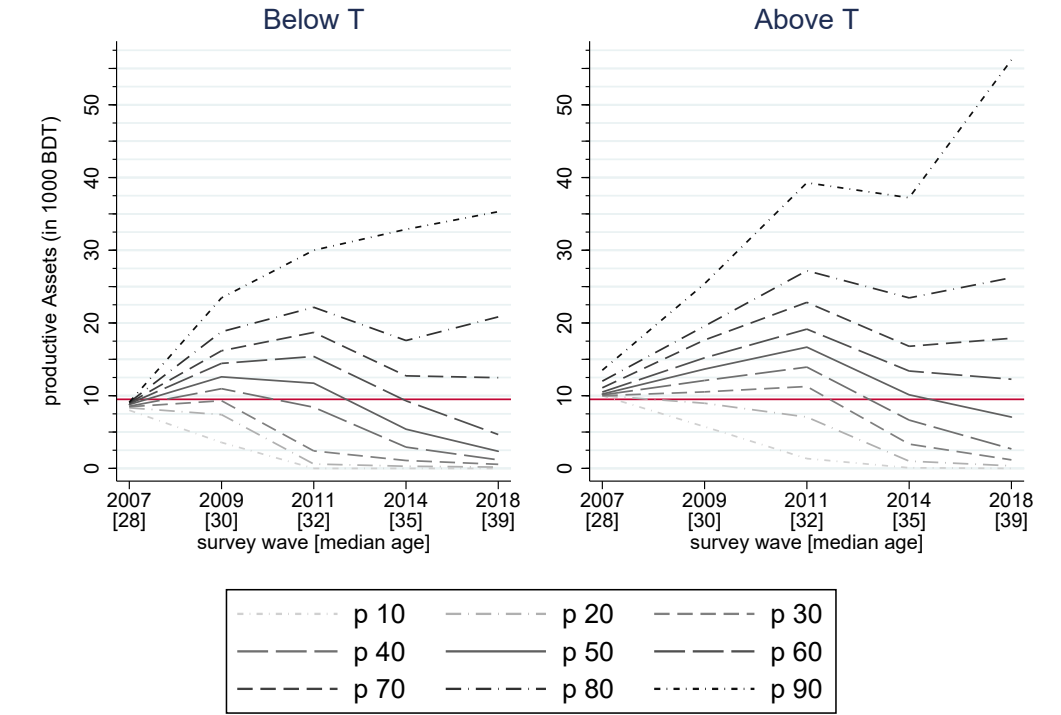 Below T
Above T
productive Assets (in 1000 BDT)
50
40
30
20
10
0
2007 2009 2011 2014 2018
[28] [30] [32] [35] [39]
survey wave [median age]
50
40
30
20
10
0
2007 2009 2011 2014 2018
[28] [30] [32] [35] [39]
survey wave [median age]
p 10 p 20 p 30
p 40 p 50 p 60
p 70 p 80 p 90